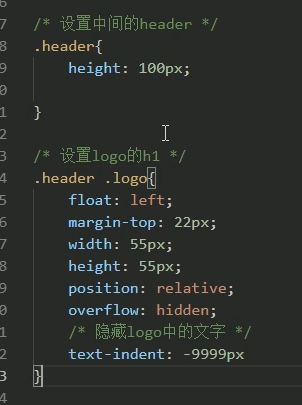 6
7 /* 设置中间的header */
8 .header{
9 height: 100px;
0
1 }
2
3 /* 设置logo的h1 */
4 .header .logo{
5 float: left;
6 margin-top: 22px;
7 width: 55px;
8 height: 55px;
9 position: relative;
0 overflow: hidden;
1 /* 隐藏logo中的文字 */
2 text-indent: -9999px
3 }